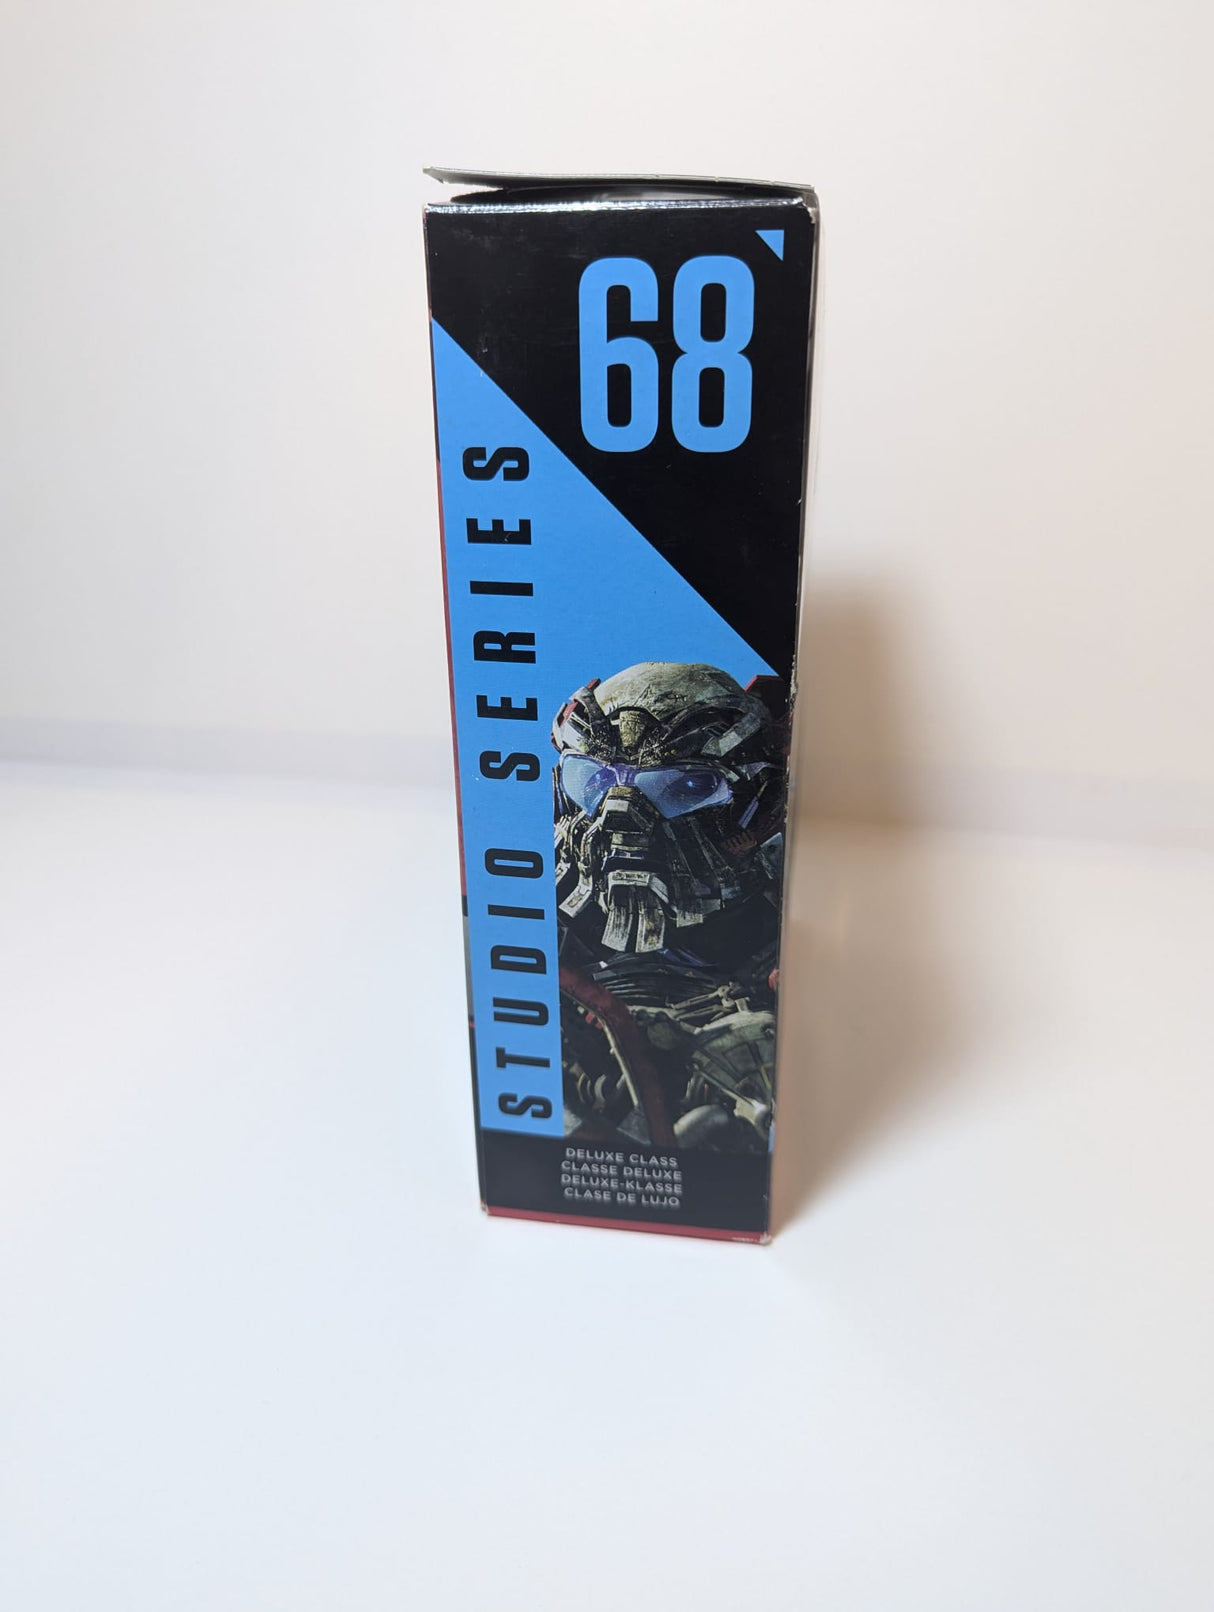 68
STUDIO SERIES
DELUXE CLASS
CLASSE DELUXE
DELUXE-KLASSE
CLASE DE LUJO